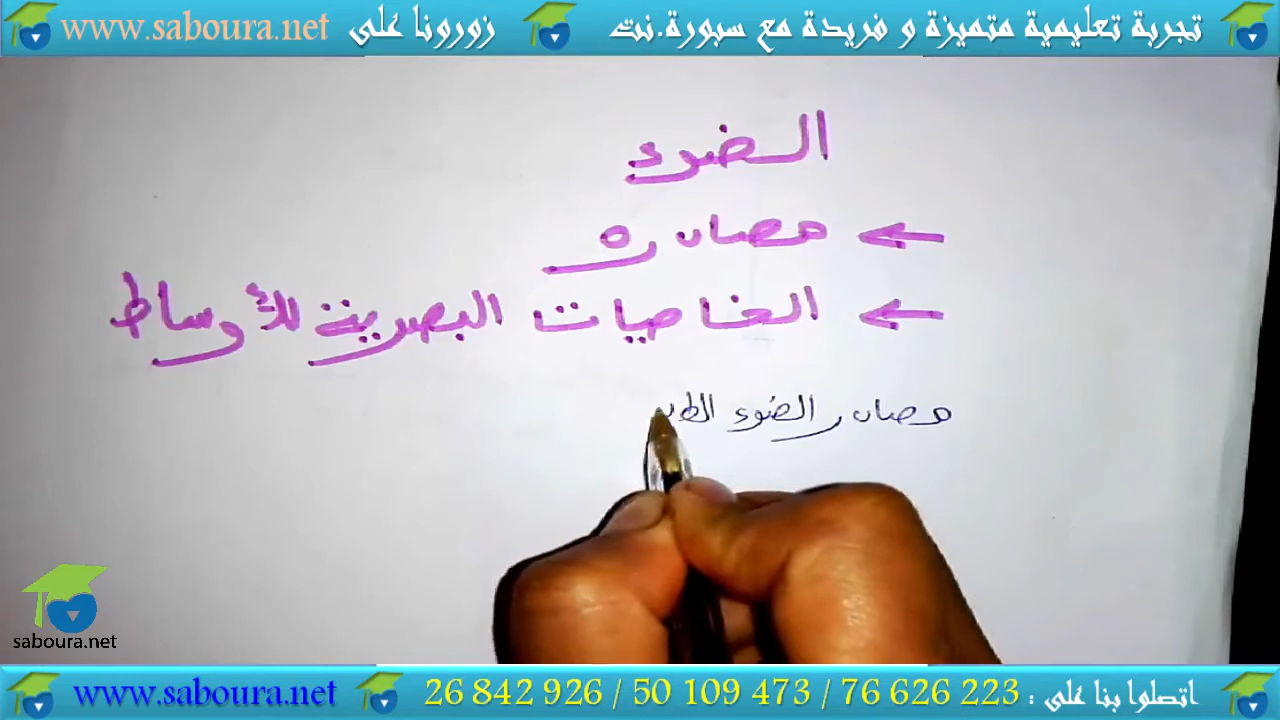 تجربة تعليمية متميزة و فريدة مع سبورة.نت زورونا على www.saboura.net
الضوء
← مصادره
← الخاصيات البصرية للأوساط
مصادر الضوء
saboura.net
اتصلوا بنا على : 26 842 926 / 50 109 473 / 76 626 223 www.saboura.net